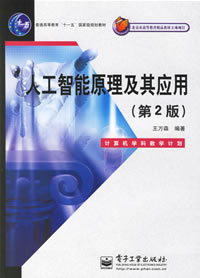 普通高等教育“十一五”国家级规划教材
人工智能原理及其应用
(第2版)
王万森 编著
计算机学科教学计划
电子工业出版社